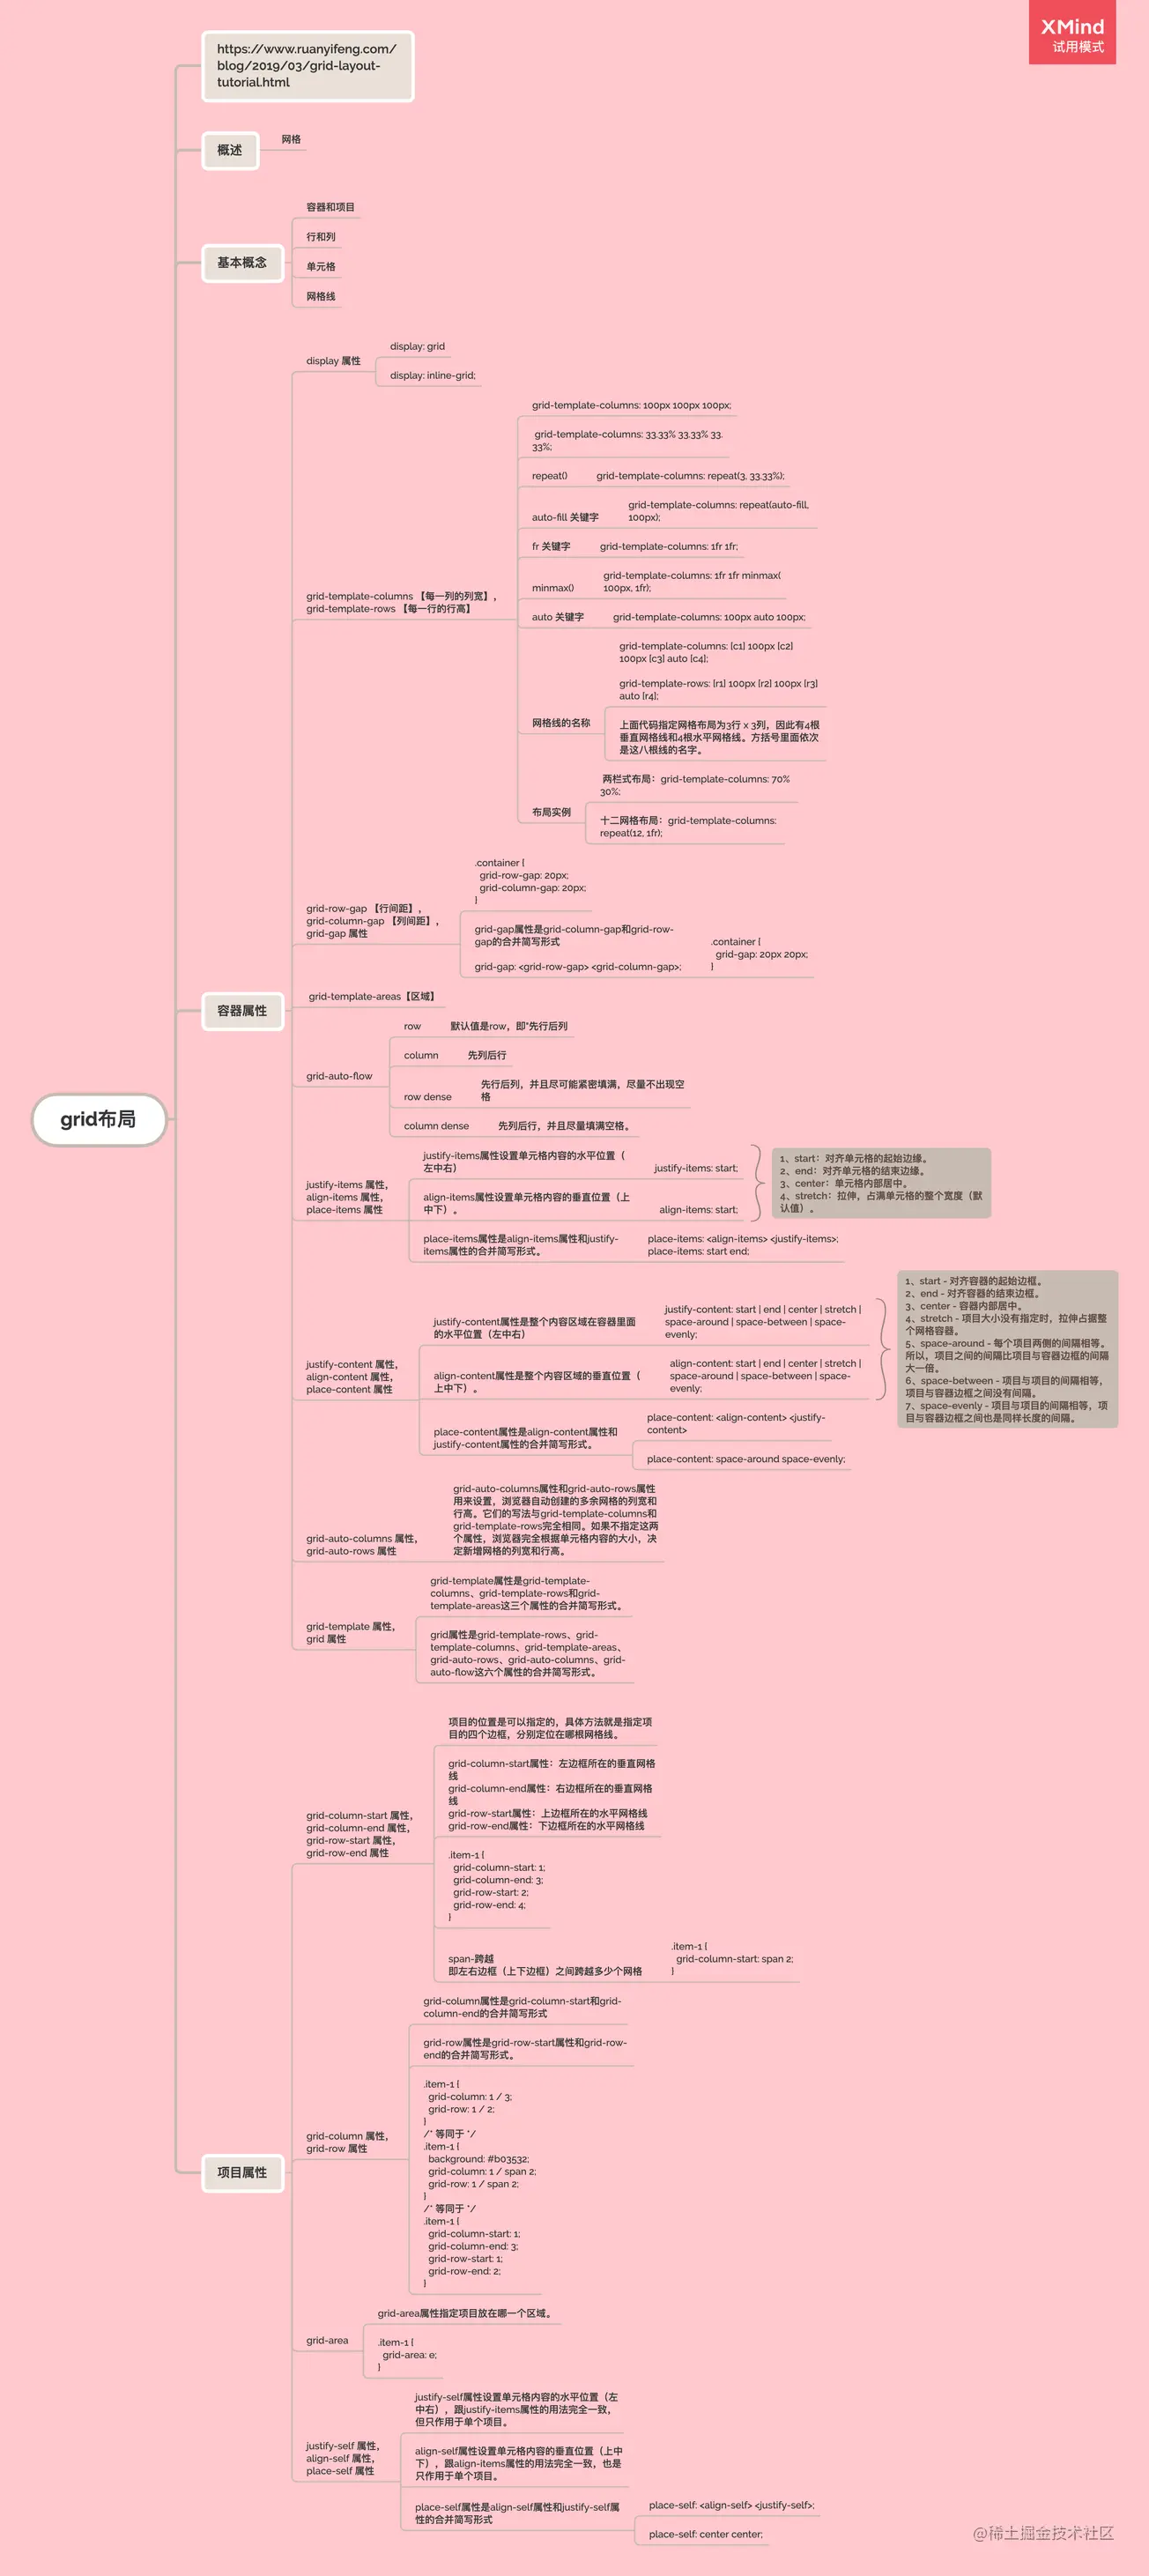 XMind
试用模式
https://www.ruanyifeng.com/
blog/2019/03/grid-layout-
tutorial.html
概述
网格
基本概念
容器和项目
行和列
单元格
网格线
grid布局
容器属性
display 属性
display: grid
display: inline-grid;
grid-template-columns 【每一列的列宽】，
grid-template-rows 【每一行的行高】
grid-template-columns: 100px 100px 100px;
grid-template-columns: 33.33% 33.33% 33.
33%;
repeat()
grid-template-columns: repeat(3, 33.33%);
auto-fill 关键字
grid-template-columns: repeat(auto-fill,
100px);
fr 关键字
grid-template-columns: 1fr 1fr;
minmax()
grid-template-columns: 1fr 1fr minmax(
100px, 1fr);
auto 关键字
grid-template-columns: 100px auto 100px;
网格线的名称
grid-template-columns: [c1] 100px [c2]
100px [c3] auto [c4];
grid-template-rows: [r1] 100px [r2] 100px [r3]
auto [r4];
上面代码指定网格布局为3行 x 3列，因此有4根
垂直网格线和4根水平网格线。方括号里面依次
是这八根线的名字。
布局实例
两栏式布局：grid-template-columns: 70%
30%;
十二网格布局：grid-template-columns:
repeat(12, 1fr);
grid-row-gap 【行间距】，
grid-column-gap 【列间距】，
grid-gap 属性
.container {
grid-row-gap: 20px;
grid-column-gap: 20px;
}
grid-gap属性是grid-column-gap和grid-row-
gap的合并简写形式
grid-gap: <grid-row-gap> <grid-column-gap>;
.container {
grid-gap: 20px 20px;
}
grid-template-areas【区域】
grid-auto-flow
row
默认值是row，即"先行后列
column
先列后行
row dense
先行后列，并且尽可能紧密填满，尽量不出现空
格
column dense
先列后行，并且尽量填满空格。
justify-items 属性，
align-items 属性，
place-items 属性
justify-items属性设置单元格内容的水平位置（
左中右）
justify-items: start;
align-items属性设置单元格内容的垂直位置（上
中下）。
align-items: start;
1、start：对齐单元格的起始边缘。
2、end：对齐单元格的结束边缘。
3、center：单元格内部居中。
4、stretch：拉伸，占满单元格的整个宽度（默
认值）。
place-items属性是align-items属性和justify-
items属性的合并简写形式。
place-items: <align-items> <justify-items>;
place-items: start end;
justify-content 属性，
align-content 属性，
place-content 属性
justify-content属性是整个内容区域在容器里面
的水平位置（左中右）
justify-content: start | end | center | stretch |
space-around | space-between | space-
evenly;
align-content属性是整个内容区域的垂直位置（
上中下）。
align-content: start | end | center | stretch |
space-around | space-between | space-
evenly;
1、start - 对齐容器的起始边框。
2、end - 对齐容器的结束边框。
3、center - 容器内部居中。
4、stretch - 项目大小没有指定时，拉伸占据整
个网格容器。
5、space-around - 每个项目两侧的间隔相等。
所以，项目之间的间隔比项目与容器边框的间隔
大一倍。
6、space-between - 项目与项目的间隔相等，
项目与容器边框之间没有间隔。
7、space-evenly - 项目与项目的间隔相等，项
目与容器边框之间也是同样长度的间隔。
place-content属性是align-content属性和
justify-content属性的合并简写形式。
place-content: <align-content> <justify-
content>
place-content: space-around space-evenly;
grid-auto-columns 属性，
grid-auto-rows 属性
grid-auto-columns属性和grid-auto-rows属性
用来设置，浏览器自动创建的多余网格的列宽和
行高。它们的写法与grid-template-columns和
grid-template-rows完全相同。如果不指定这两
个属性，浏览器完全根据单元格内容的大小，决
定新增网格的列宽和行高。
grid-template 属性，
grid 属性
grid-template属性是grid-template-
columns、grid-template-rows和grid-
template-areas这三个属性的合并简写形式。
grid属性是grid-template-rows、grid-
template-columns、grid-template-areas、
grid-auto-rows、grid-auto-columns、grid-
auto-flow这六个属性的合并简写形式。
项目属性
grid-column-start 属性，
grid-column-end 属性，
grid-row-start 属性，
grid-row-end 属性
项目的位置是可以指定的，具体方法就是指定项
目的四个边框，分别定位在哪根网格线。
grid-column-start属性：左边框所在的垂直网格
线
grid-column-end属性：右边框所在的垂直网格
线
grid-row-start属性：上边框所在的水平网格线
grid-row-end属性：下边框所在的水平网格线
.item-1 {
grid-column-start: 1;
grid-column-end: 3;
grid-row-start: 2;
grid-row-end: 4;
}
span-跨越
即左右边框（上下边框）之间跨越多少个网格
.item-1 {
grid-column-start: span 2;
}
grid-column 属性，
grid-row 属性
grid-column属性是grid-column-start和grid-
column-end的合并简写形式
grid-row属性是grid-row-start属性和grid-row-
end的合并简写形式。
.item-1 {
grid-column: 1 / 3;
grid-row: 1 / 2;
}
/* 等同于 */
.item-1 {
background: #b03532;
grid-column: 1 / span 2;
grid-row: 1 / span 2;
}
/* 等同于 */
.item-1 {
grid-column-start: 1;
grid-column-end: 3;
grid-row-start: 1;
grid-row-end: 2;
}
grid-area
grid-area属性指定项目放在哪一个区域。
.item-1 {
grid-area: e;
}
justify-self 属性，
align-self 属性，
place-self 属性
justify-self属性设置单元格内容的水平位置（左
中右），跟justify-items属性的用法完全一致，
但只作用于单个项目。
align-self属性设置单元格内容的垂直位置（上中
下），跟align-items属性的用法完全一致，也是
只作用于单个项目。
place-self属性是align-self属性和justify-self属
性的合并简写形式
place-self: <align-self> <justify-self>;
place-self: center center;
@稀土掘金技术社区